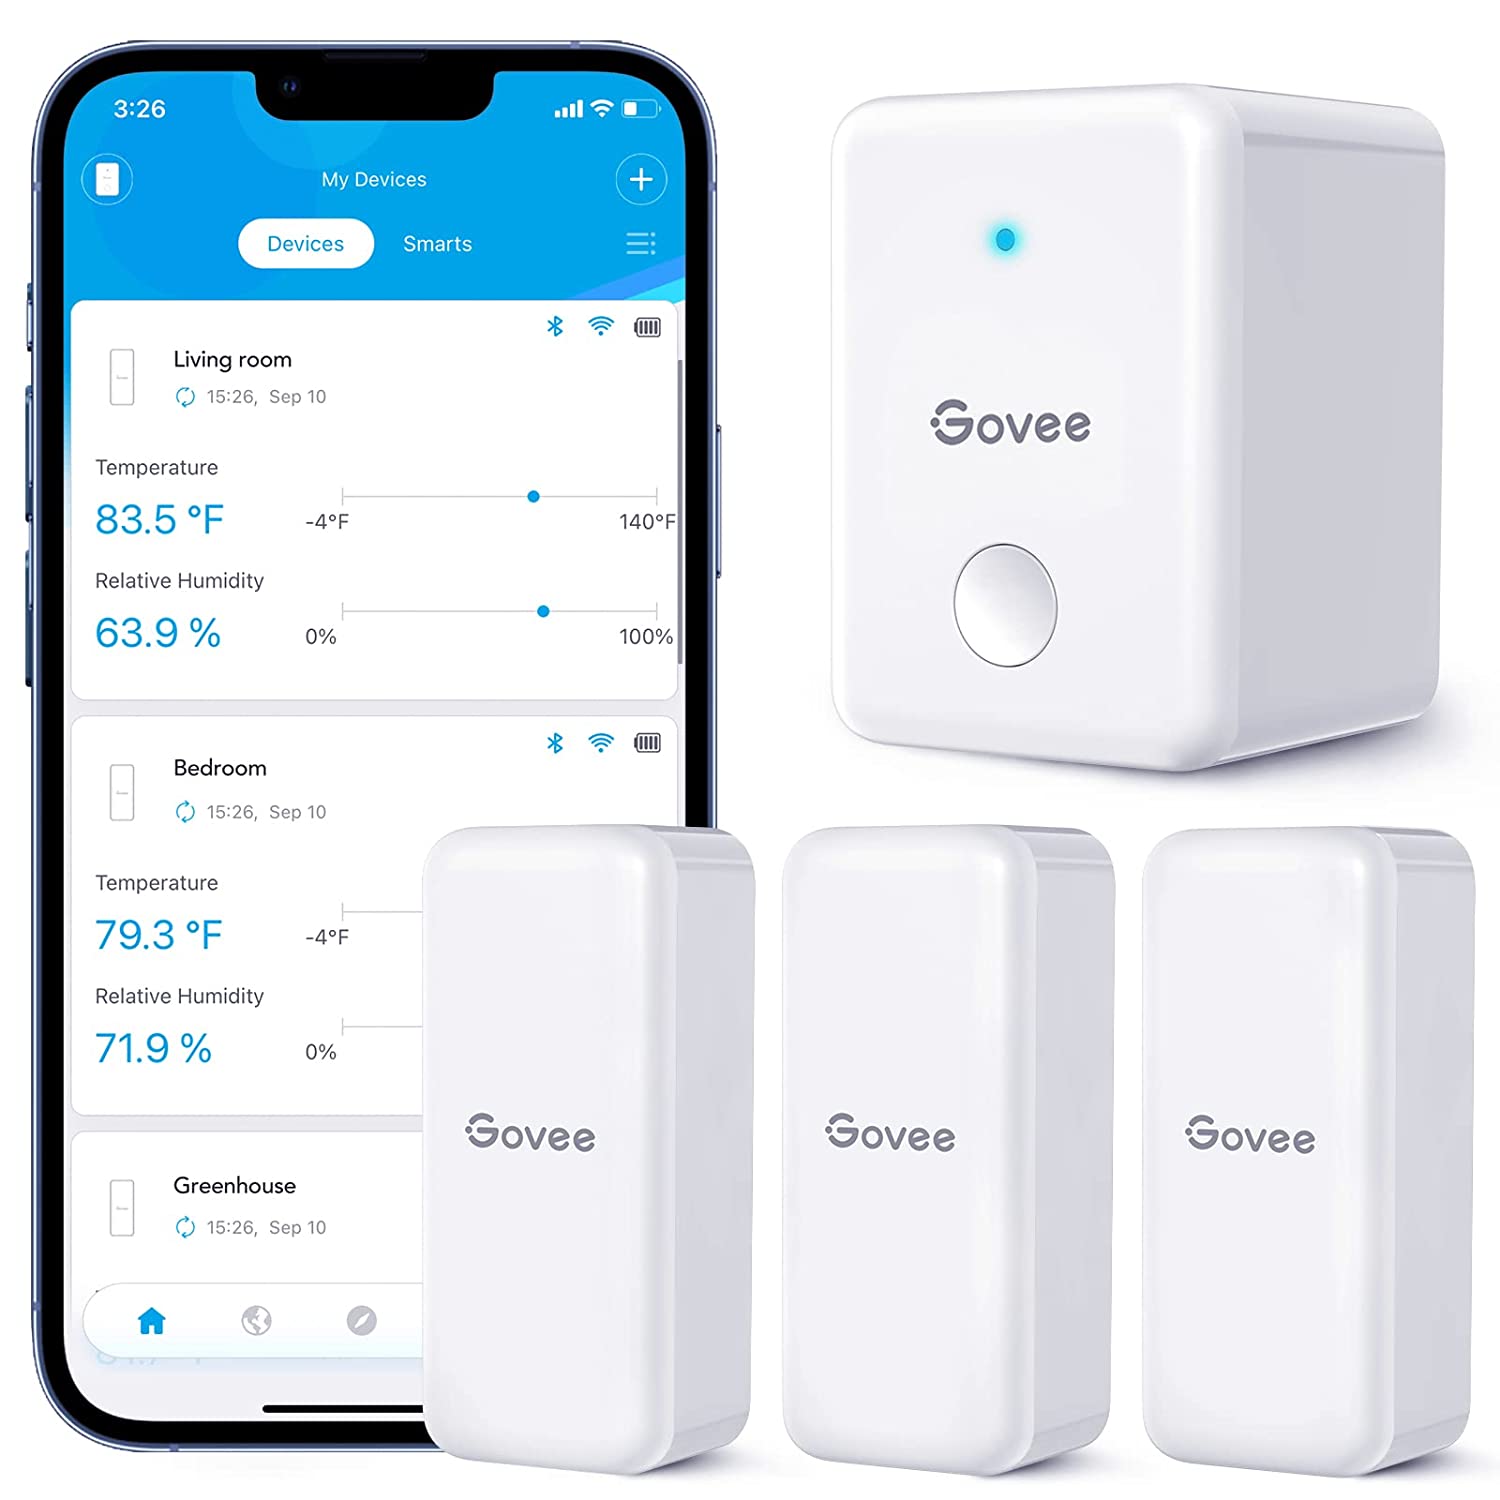 3:26
My Devices
Devices Smarts
Living room
15:26, Sep 10
Temperature
83.5 °F
-4°F 140°F
Relative Humidity
63.9 %
0% 100%
Bedroom
15:26, Sep 10
Temperature
79.3 °F
-4°F
Relative Humidity
71.9 %
0%
Greenhouse
15:26, Sep 10
Govee
Govee
Govee
Govee